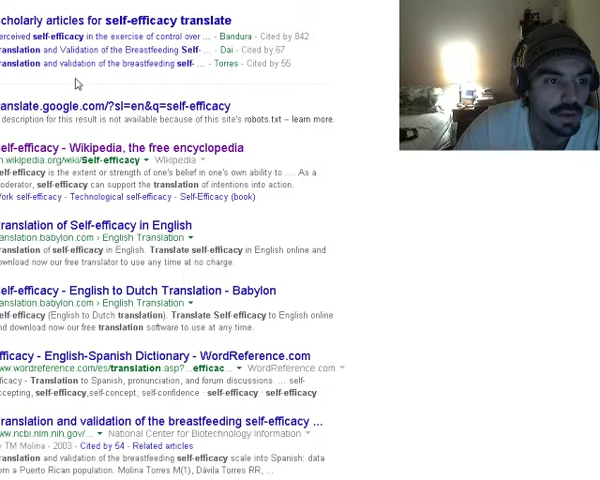 cholarly articles for self-efficacy translate
erceived self-efficacy in the exercise of control over ... - Bandura - Cited by 842
ranslation and Validation of the Breastfeeding Self- ... - Dai - Cited by 67
ranslation and validation of the breastfeeding self- ... - Torres - Cited by 55
anslate.google.com/?sl=en&q=self-efficacy
description for this result is not available because of this site's robots.txt – learn more.
elf-efficacy - Wikipedia, the free encyclopedia
n.wikipedia.org/wiki/Self-efficacy ▾ Wikipedia ▾
elf-efficacy is the extent or strength of one's belief in one's own ability to .... As a
oderator, self-efficacy can support the translation of intentions into action.
ork self-efficacy - Technological self-efficacy - Self-Efficacy (book)
ranslation of Self-efficacy in English
anslation.babylon.com › English Translation ▾
ranslation of self-efficacy in English. Translate self-efficacy in English online and
ownload now our free translator to use any time at no charge.
elf-efficacy - English to Dutch Translation - Babylon
anslation.babylon.com › English Translation ▾
elf-efficacy (English to Dutch translation). Translate Self-efficacy to English online
nd download now our free translation software to use at any time.
fficacy - English-Spanish Dictionary - WordReference.com
ww.wordreference.com/es/translation.asp?...efficac... ▾ WordReference.com ▾
ficacy - Translation to Spanish, pronunciation, and forum discussions. ... self-
ccepting, self-efficacy,self-concept, self-confidence · self-efficacy · self-efficacy
ranslation and validation of the breastfeeding self-efficacy ...
ww.ncbi.nlm.nih.gov/... ▾ National Center for Biotechnology Information ▾
y TM Molina - 2003 - Cited by 54 - Related articles
ranslation and validation of the breastfeeding self-efficacy scale into Spanish: data
om a Puerto Rican population. Molina Torres M(1), Dávila Torres RR, ...